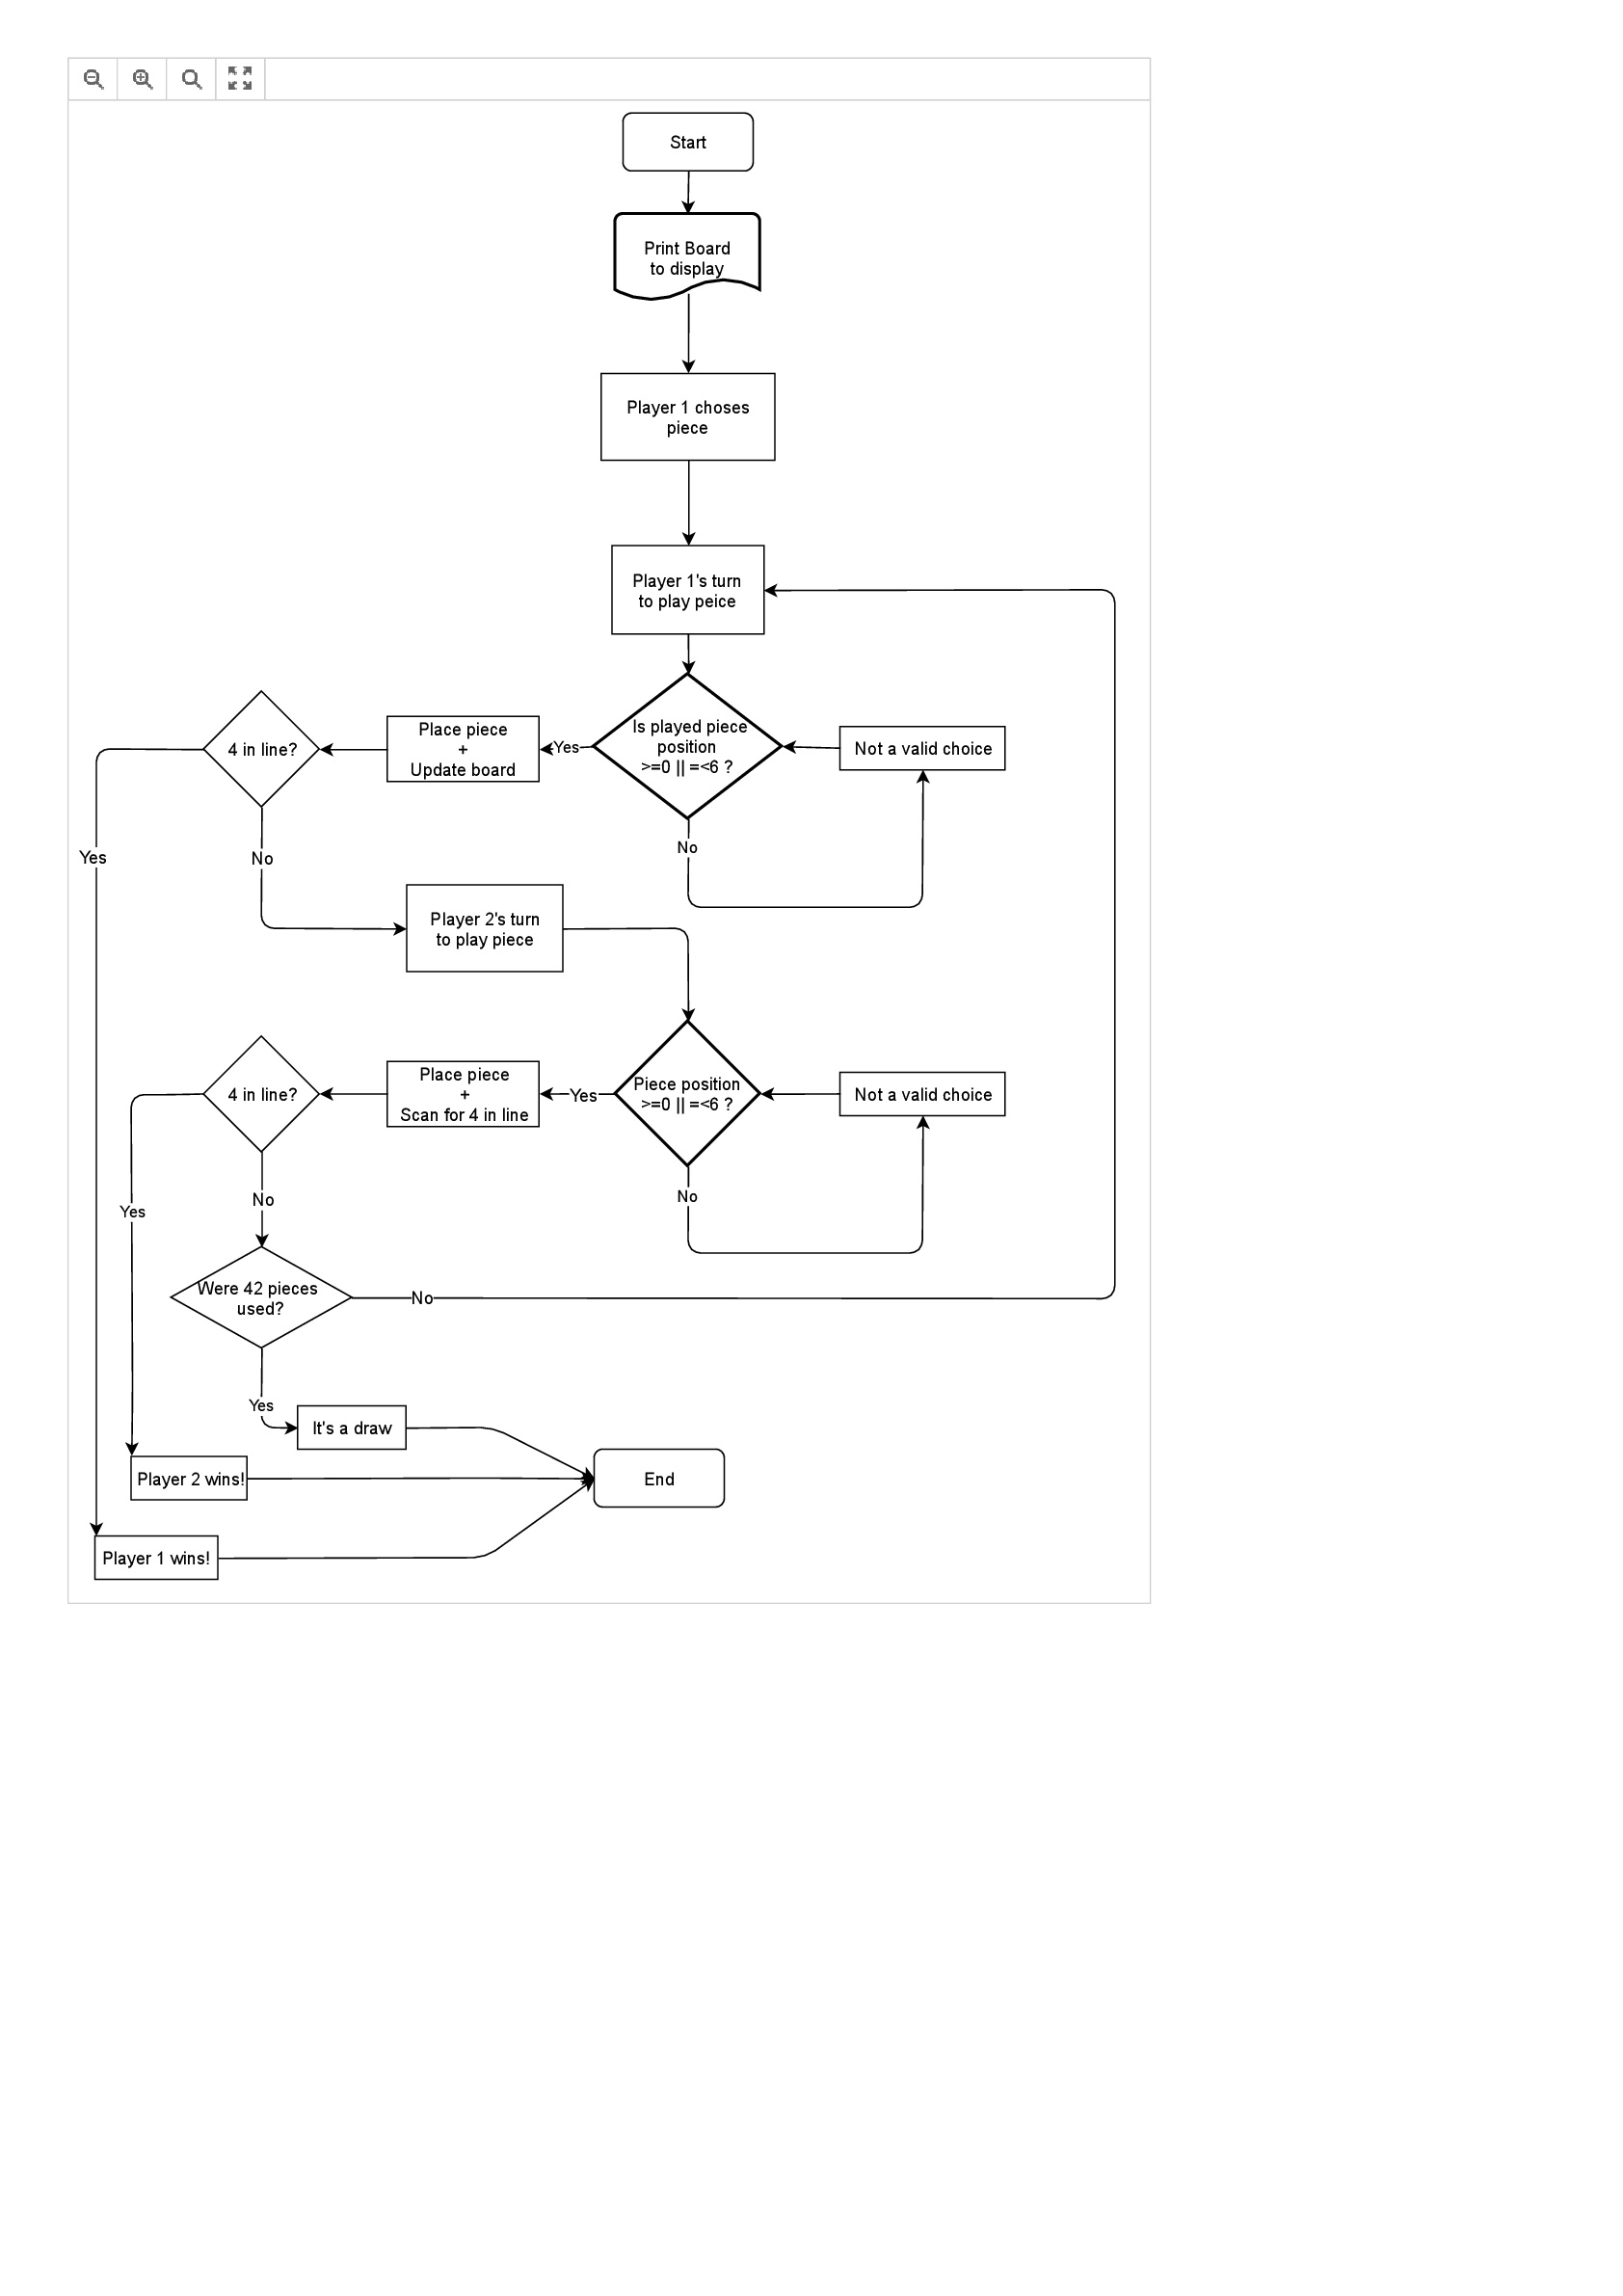 Start
Print Board
to display
Player 1 choses
piece
Player 1's turn
to play peice
Is played piece
position
>=0 || =<6 ?
Yes
Place piece
+
Update board
4 in line?
Not a valid choice
No
Yes
No
Player 2's turn
to play piece
Piece position
>=0 || =<6 ?
Yes
Place piece
+
Scan for 4 in line
4 in line?
Not a valid choice
No
Yes
No
Were 42 pieces
used?
No
Yes
It's a draw
Player 2 wins!
End
Player 1 wins!